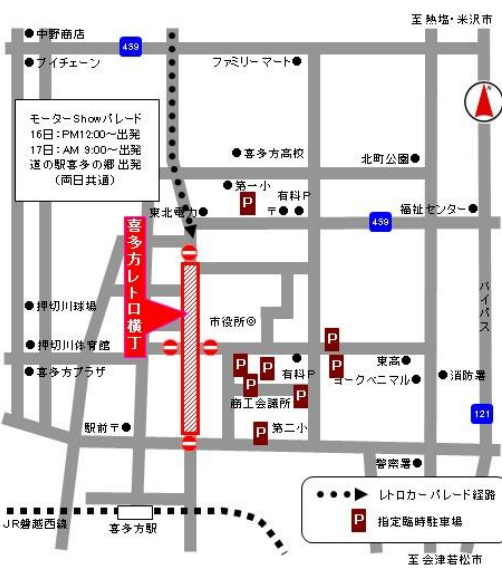 至 熱塩・米沢市
中野商店
459
ブイチェーン
ファミリーマート
モーターShowパレード
16日：PM12:00～出発
17日：AM 9:00～出発
道の駅喜多の郷出発
（両日共通）
喜多方高校
北町公園
第一小
有料P
P
東北電力
〒
福祉センター
459
喜多方レトロ横丁
バイパス
押切川球場
市役所
P
押切川体育館
P
P
P
有料P
東高
喜多方プラザ
P
ヨークベニマル
消防署
商工会議所
P
121
駅前〒
P
第二小
警察署
レトロカーパレード経路
P
指定臨時駐車場
JR磐越西線
喜多方駅
至 会津若松市